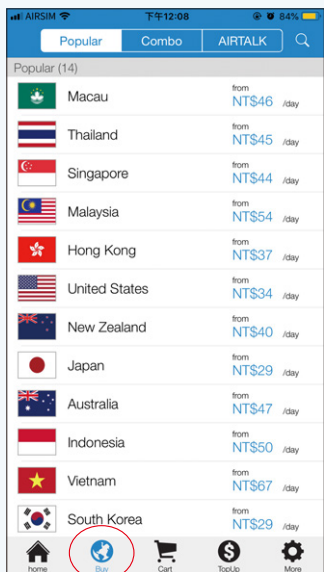 AIRSIM 下午12:08 84%
Popular Combo AIRTALK
Popular (14)
Macau from NT$46 /day
Thailand from NT$45 /day
Singapore from NT$44 /day
Malaysia from NT$54 /day
Hong Kong from NT$37 /day
United States from NT$34 /day
New Zealand from NT$40 /day
Japan from NT$29 /day
Australia from NT$47 /day
Indonesia from NT$50 /day
Vietnam from NT$67 /day
South Korea from NT$29 /day
home Buy Cart TopUp More